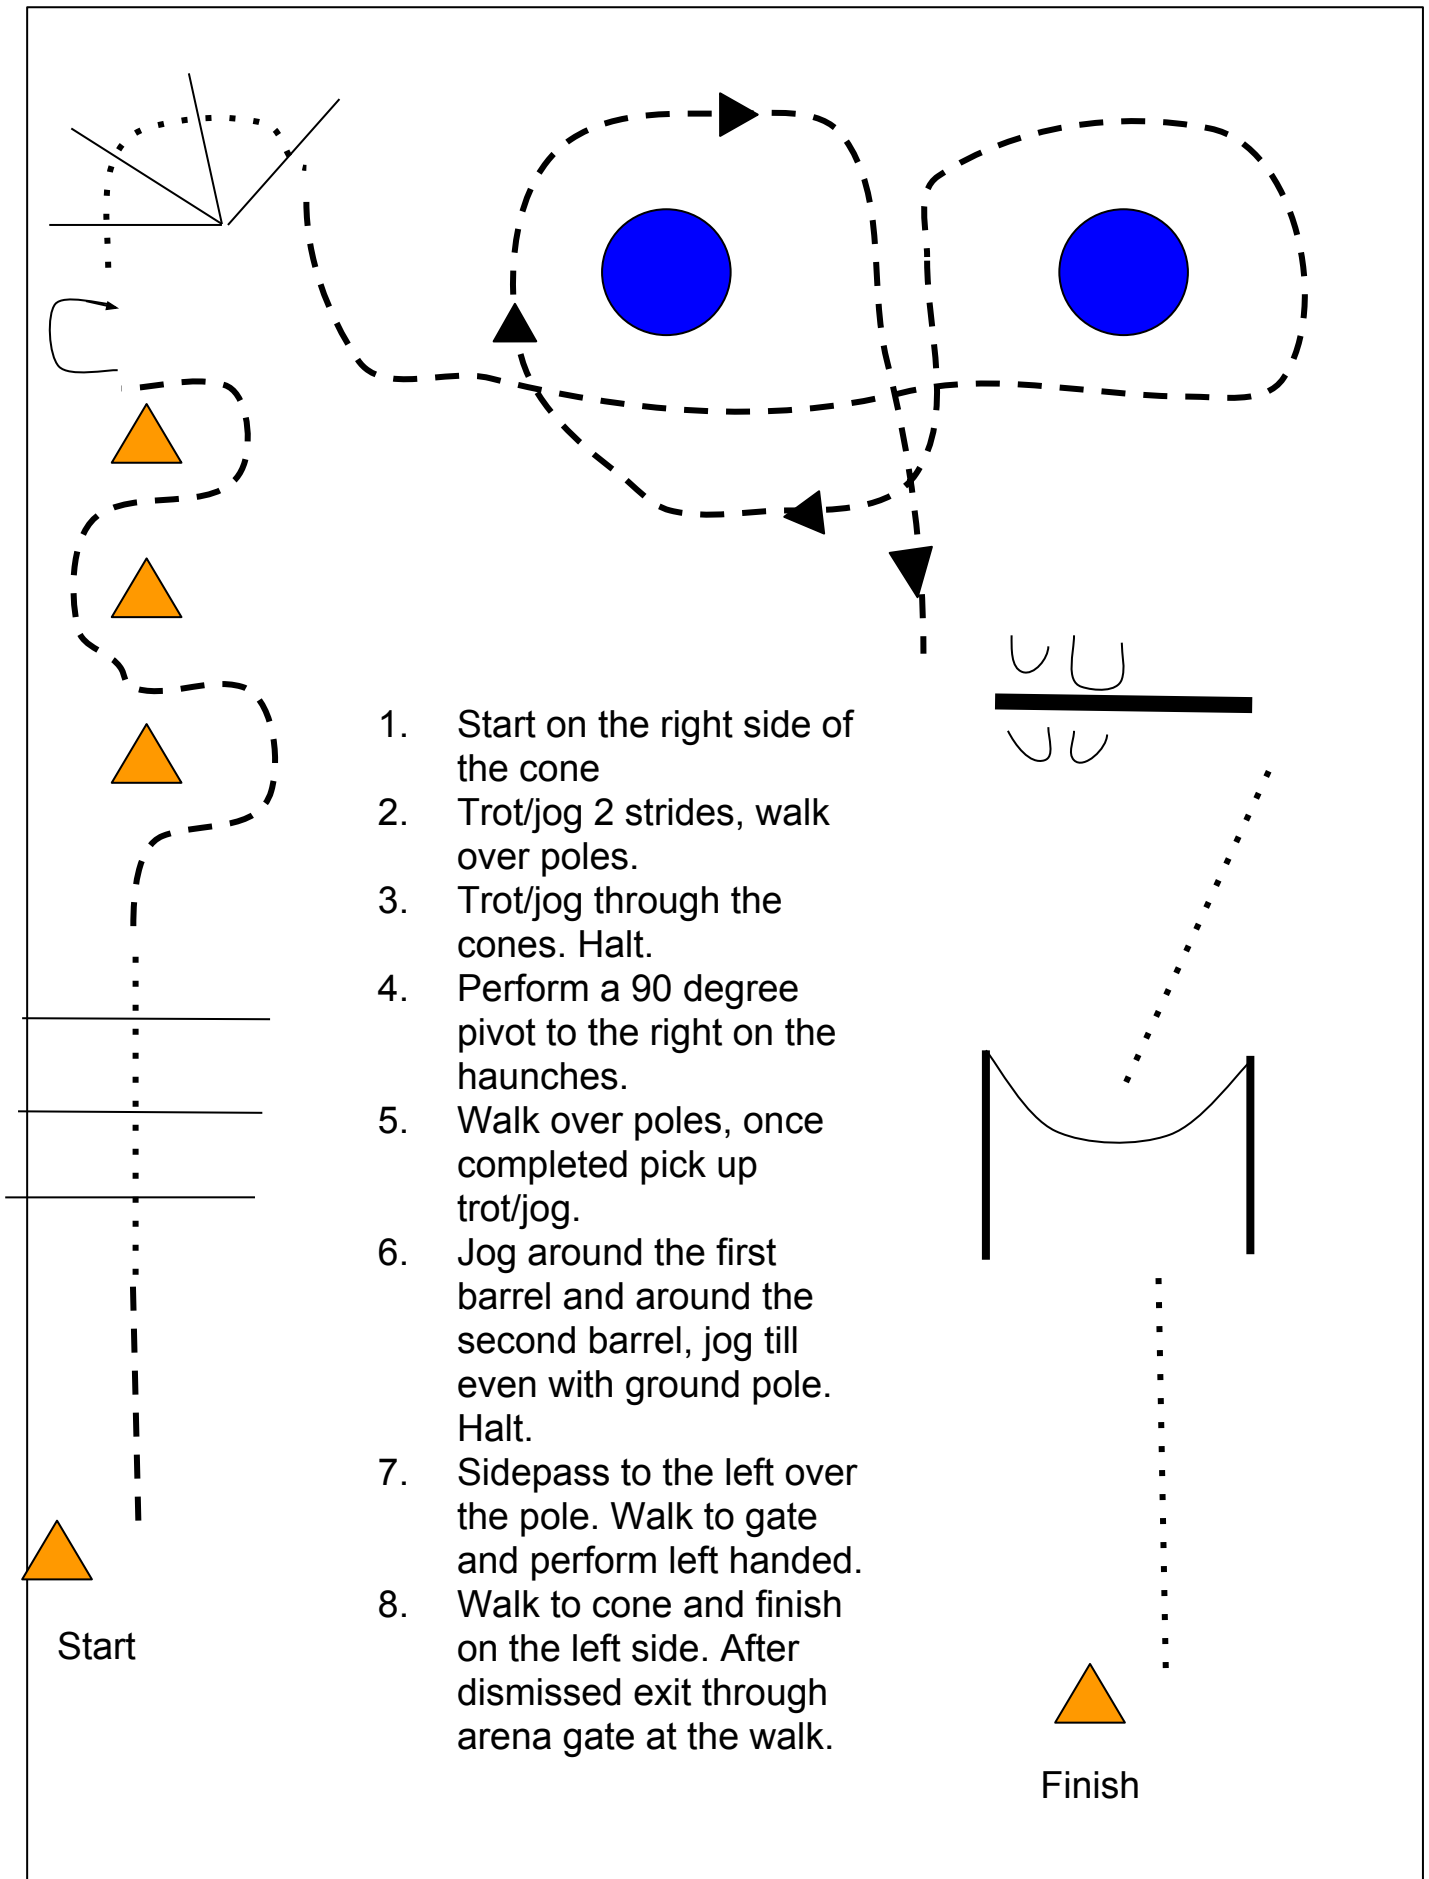 1. Start on the right side of
the cone
2. Trot/jog 2 strides, walk
over poles.
3. Trot/jog through the
cones. Halt.
4. Perform a 90 degree
pivot to the right on the
haunches.
5. Walk over poles, once
completed pick up
trot/jog.
6. Jog around the first
barrel and around the
second barrel, jog till
even with ground pole.
Halt.
7. Sidepass to the left over
the pole. Walk to gate
and perform left handed.
8. Walk to cone and finish
on the left side. After
dismissed exit through
arena gate at the walk.
Start
Finish